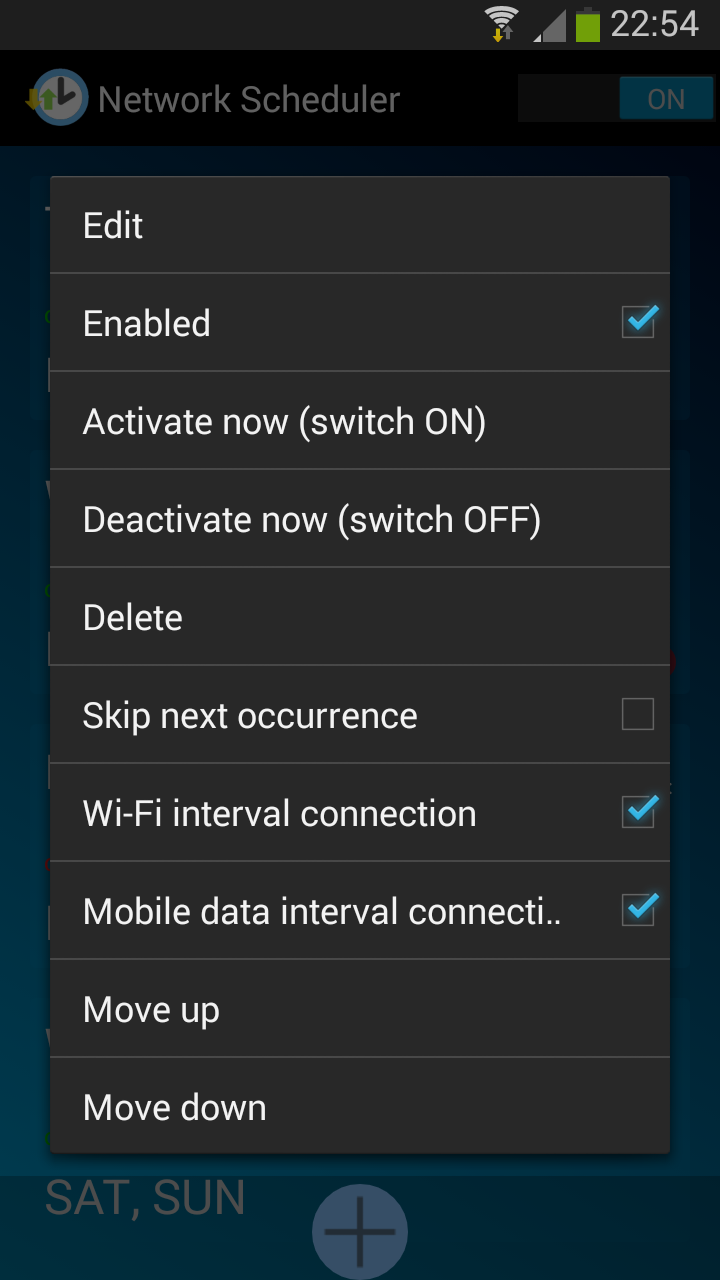 22:54
Network Scheduler
ON
Edit
Enabled
Activate now (switch ON)
Deactivate now (switch OFF)
Delete
Skip next occurrence
Wi-Fi interval connection
Mobile data interval connecti..
Move up
Move down
SAT, SUN